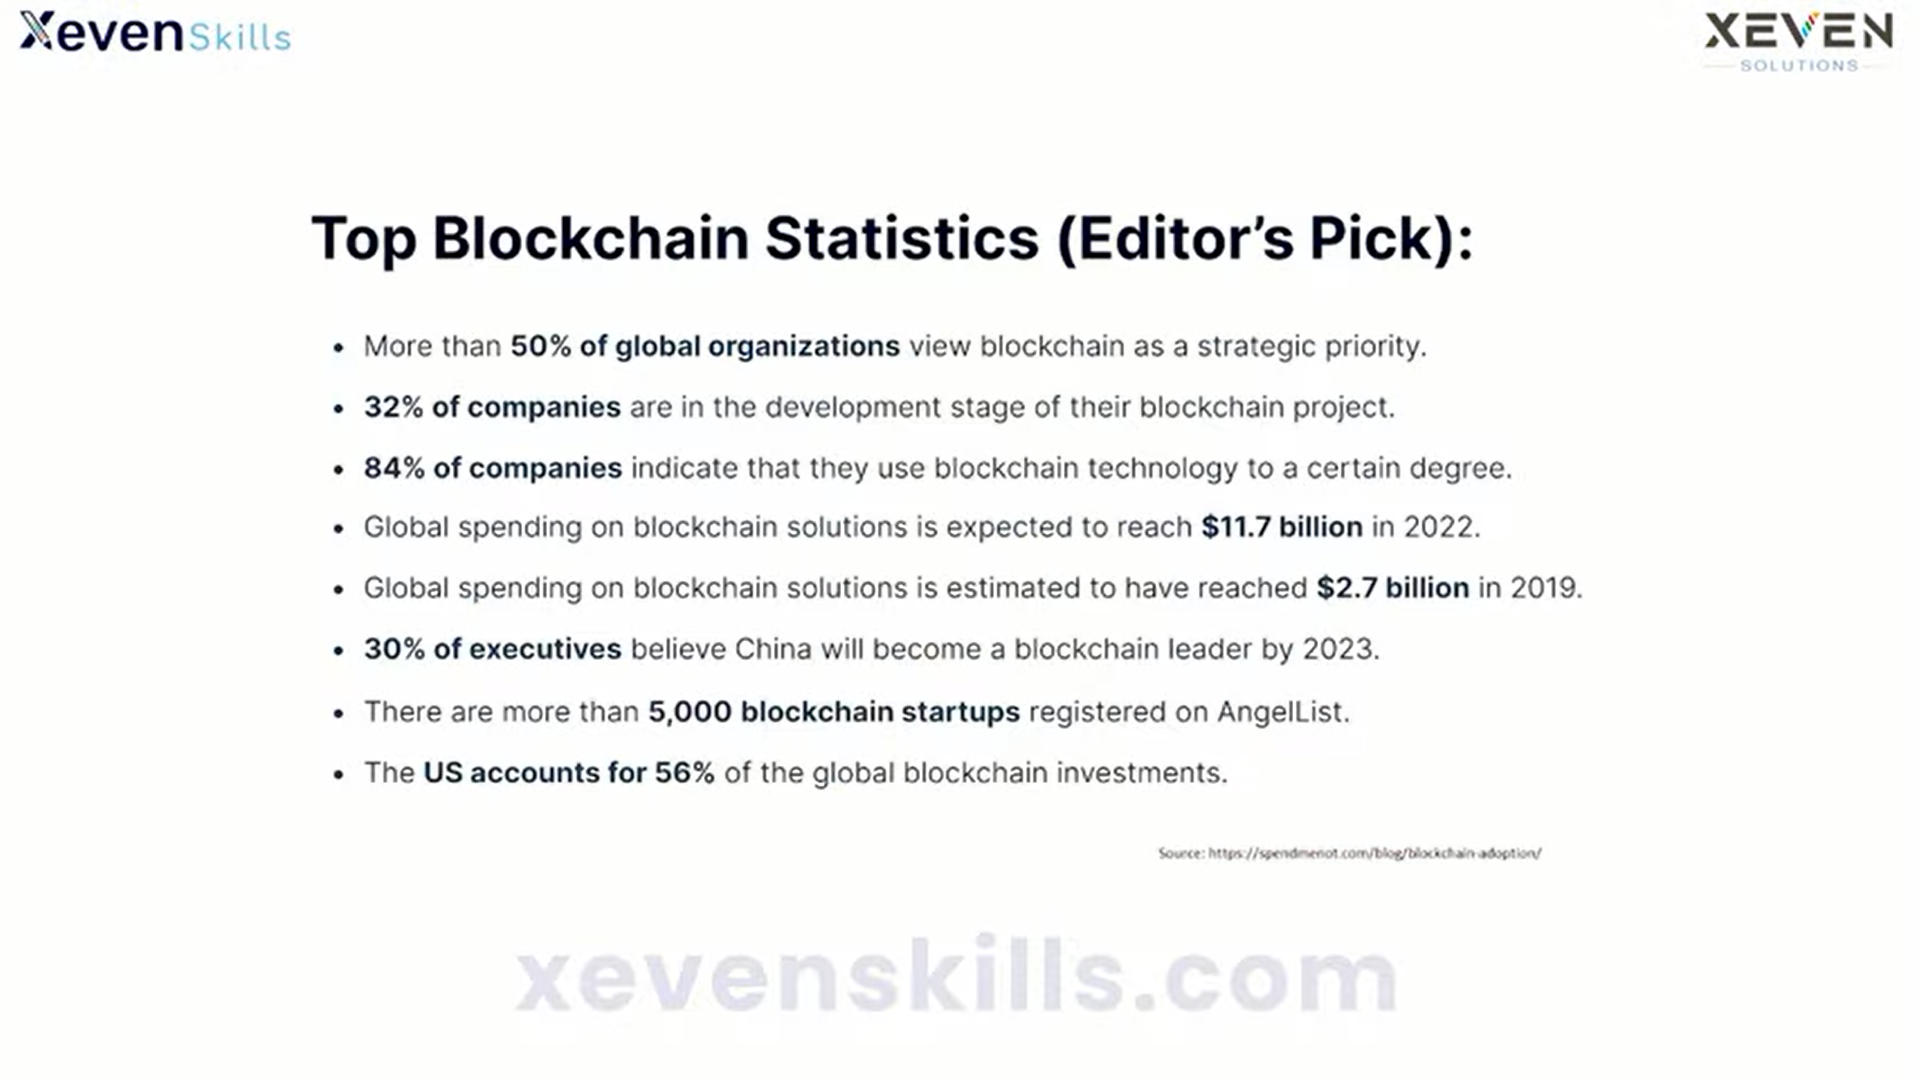 XevenSkills
XEVEN
SOLUTIONS
Top Blockchain Statistics (Editor’s Pick):
• More than 50% of global organizations view blockchain as a strategic priority.
• 32% of companies are in the development stage of their blockchain project.
• 84% of companies indicate that they use blockchain technology to a certain degree.
• Global spending on blockchain solutions is expected to reach $11.7 billion in 2022.
• Global spending on blockchain solutions is estimated to have reached $2.7 billion in 2019.
• 30% of executives believe China will become a blockchain leader by 2023.
• There are more than 5,000 blockchain startups registered on AngelList.
• The US accounts for 56% of the global blockchain investments.
Source: https://spendmenot.com/blog/blockchain-adoption/
xevenskills.com